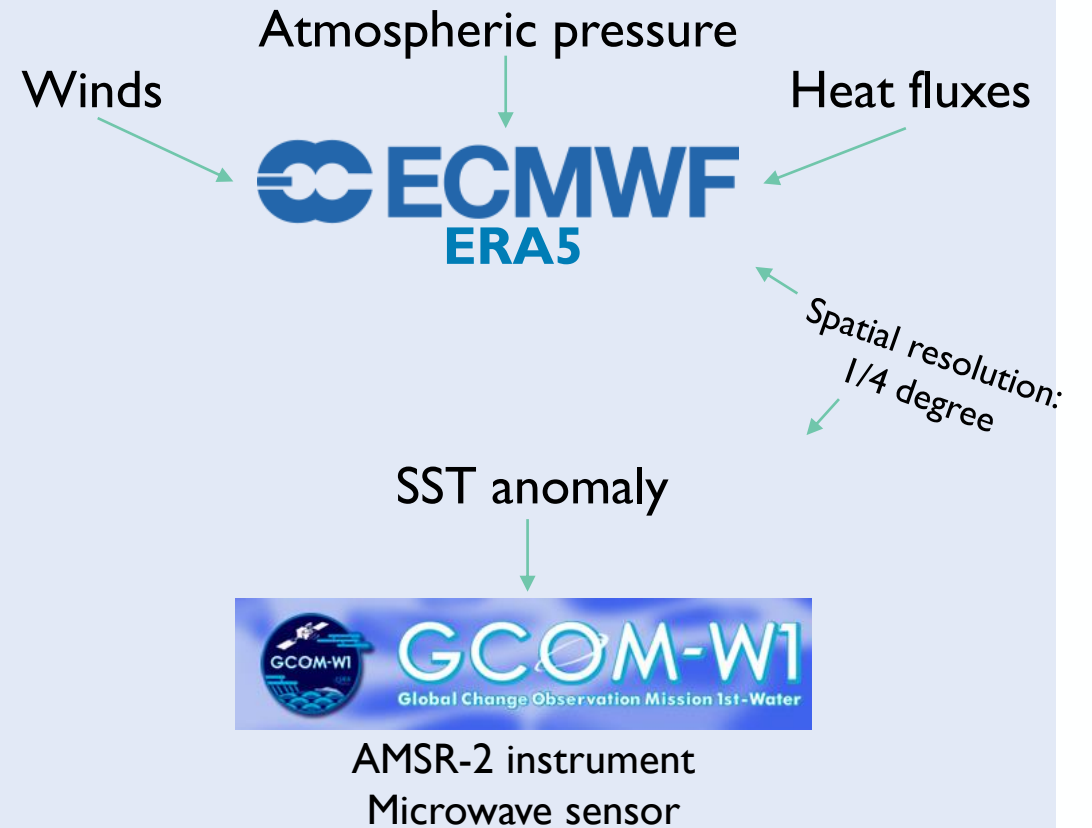 Atmospheric pressure
Winds
Heat fluxes
ECMWF
ERA5
Spatial resolution:
1/4 degree
SST anomaly
GCOM-W1
GCOM-W1
Global Change Observation Mission 1st-Water
AMSR-2 instrument
Microwave sensor